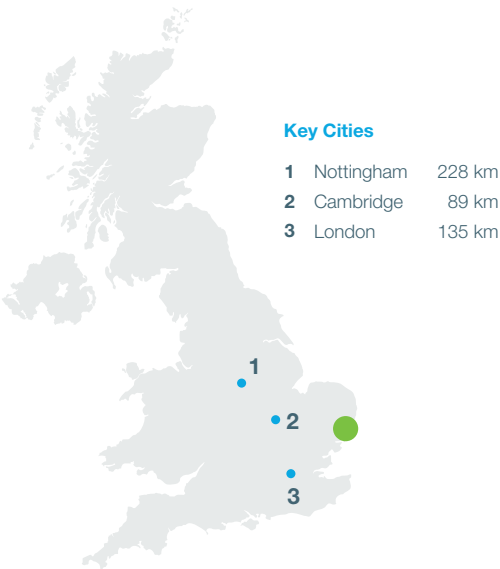 Key Cities
1 Nottingham 228 km
2 Cambridge 89 km
3 London 135 km
1
2
3